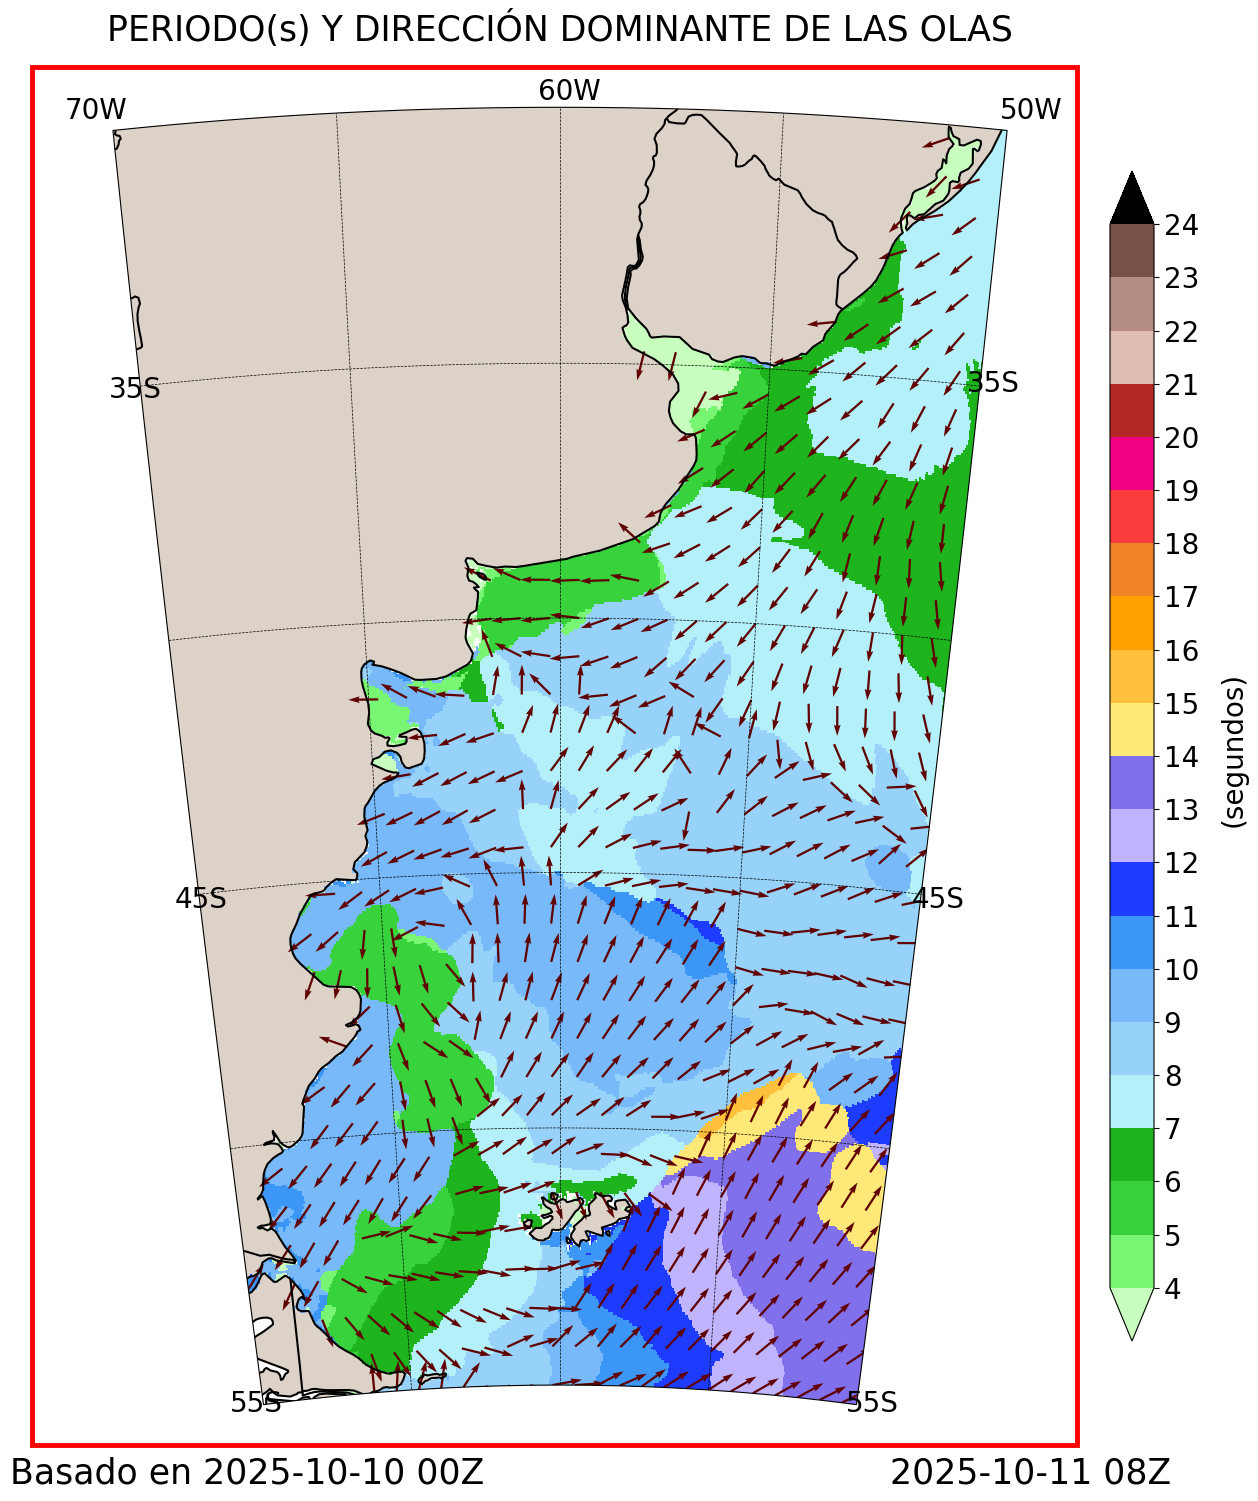 PERIODO(s) Y DIRECCIÓN DOMINANTE DE LAS OLAS
70W
60W
50W
35S
35S
45S
45S
55S
55S
24
23
22
21
20
19
18
17
16
15
14
13
12
11
10
9
8
7
6
5
4
(segundos)
Basado en 2025-10-10 00Z
2025-10-11 08Z